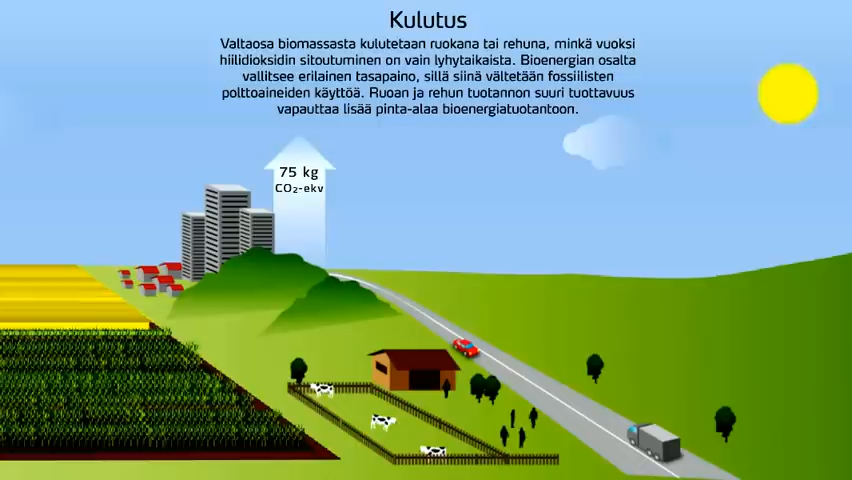 Kulutus
Valtaosa biomassasta kulutetaan ruokana tai rehuna, minkä vuoksi
hiilidioksidin sitoutuminen on vain lyhytaikaista. Bioenergian osalta
vallitsee erilainen tasapaino, sillä siinä vältetään fossiilisten
polttoaineiden käyttöä. Ruoan ja rehun tuotannon suuri tuottavuus
vapauttaa lisää pinta-alaa bioenergiatuotantoon.
75 kg
CO₂-ekv